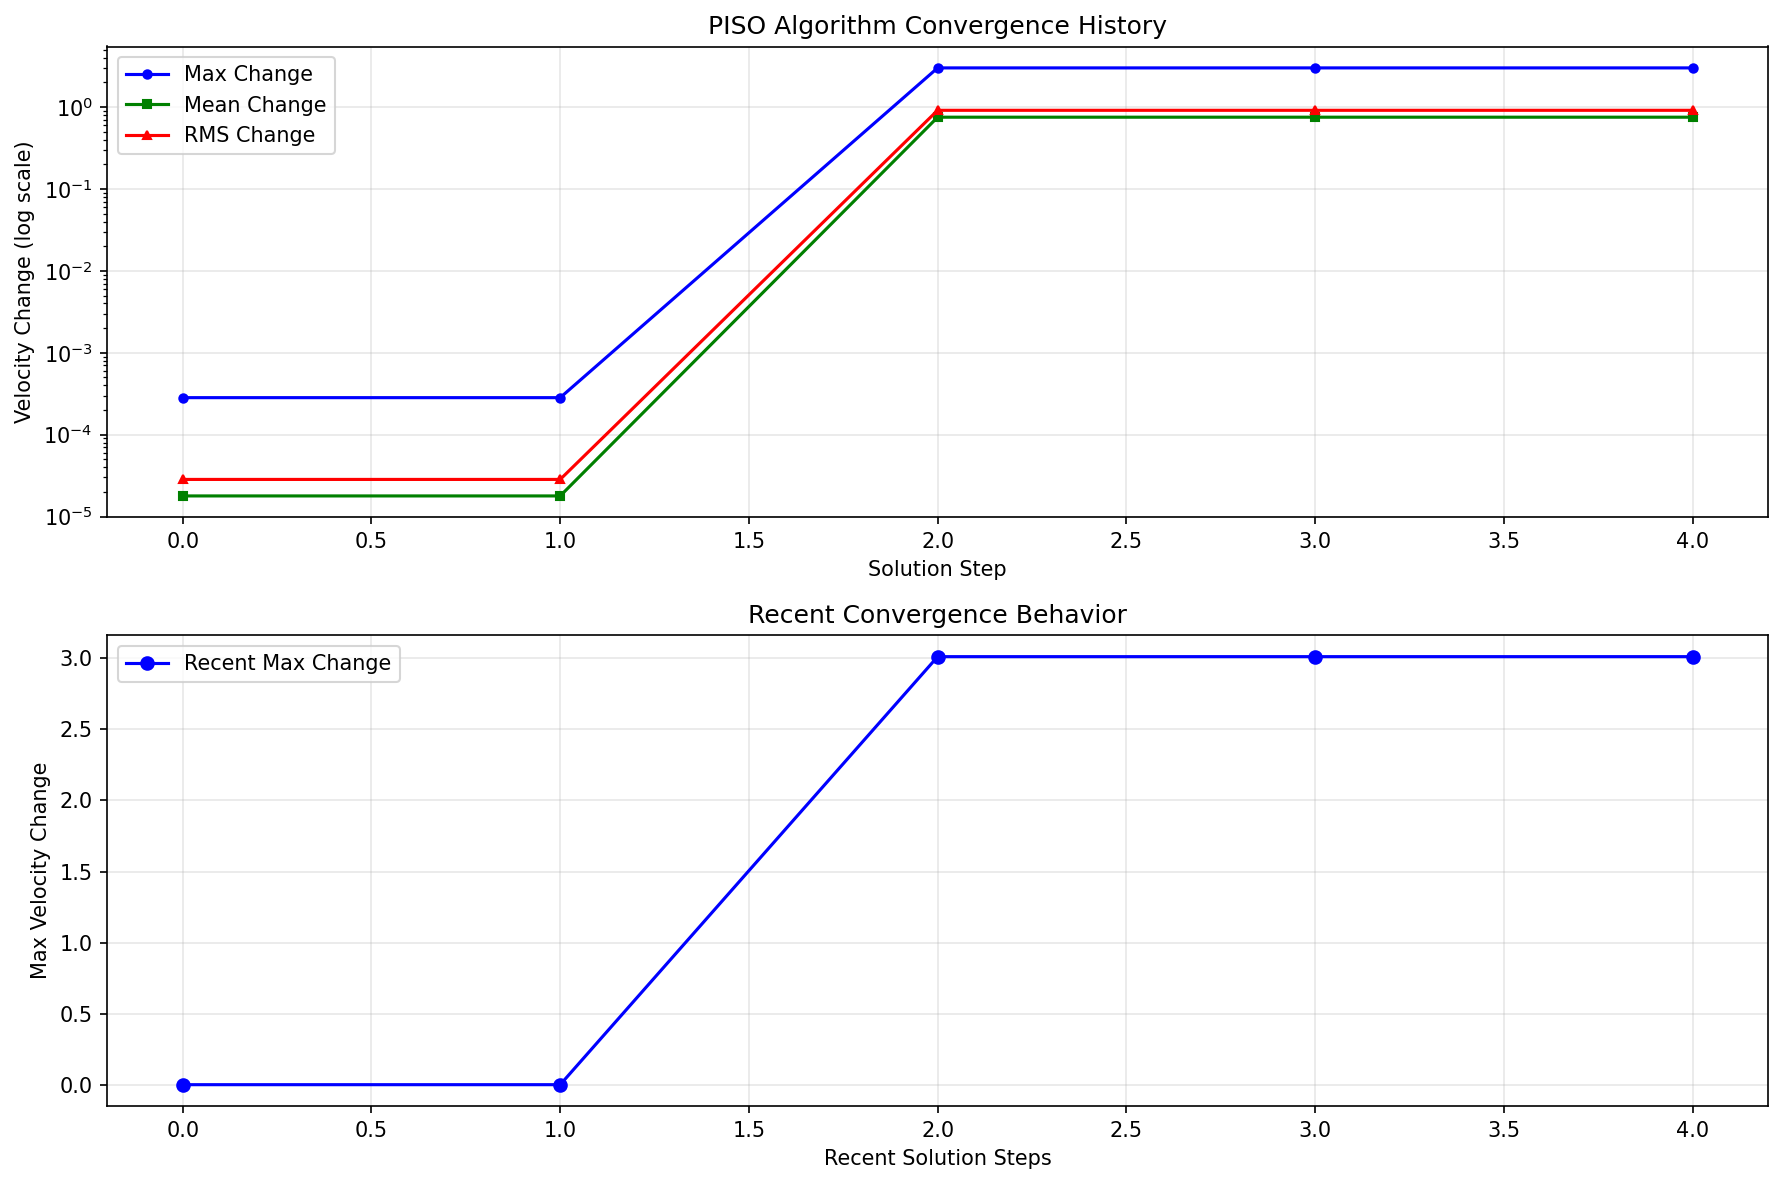 PISO Algorithm Convergence History
Max Change
Mean Change
RMS Change
Velocity Change (log scale)
10⁰
10⁻¹
10⁻²
10⁻³
10⁻⁴
10⁻⁵
0.0 0.5 1.0 1.5 2.0 2.5 3.0 3.5 4.0
Solution Step
Recent Convergence Behavior
Recent Max Change
Max Velocity Change
3.0
2.5
2.0
1.5
1.0
0.5
0.0
0.0 0.5 1.0 1.5 2.0 2.5 3.0 3.5 4.0
Recent Solution Steps